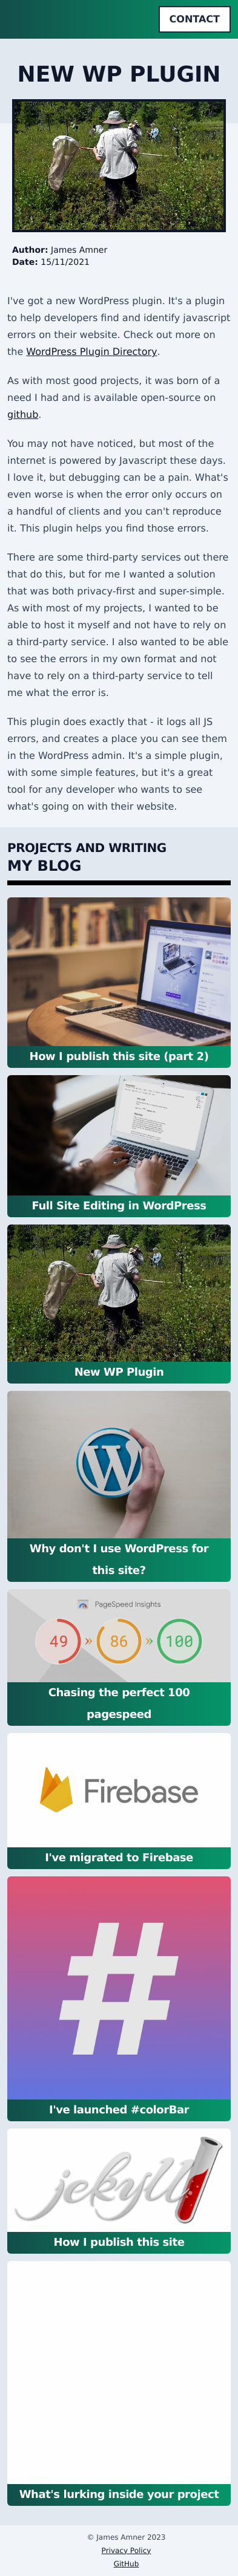 CONTACT
NEW WP PLUGIN
Author: James Amner
Date: 15/11/2021
I've got a new WordPress plugin. It's a plugin
to help developers find and identify javascript
errors on their website. Check out more on
the WordPress Plugin Directory.
As with most good projects, it was born of a
need I had and is available open-source on
github.
You may not have noticed, but most of the
internet is powered by Javascript these days.
I love it, but debugging can be a pain. What's
even worse is when the error only occurs on
a handful of clients and you can't reproduce
it. This plugin helps you find those errors.
There are some third-party services out there
that do this, but for me I wanted a solution
that was both privacy-first and super-simple.
As with most of my projects, I wanted to be
able to host it myself and not have to rely on
a third-party service. I also wanted to be able
to see the errors in my own format and not
have to rely on a third-party service to tell
me what the error is.
This plugin does exactly that - it logs all JS
errors, and creates a place you can see them
in the WordPress admin. It's a simple plugin,
with some simple features, but it's a great
tool for any developer who wants to see
what's going on with their website.
PROJECTS AND WRITING
MY BLOG
How I publish this site (part 2)
Full Site Editing in WordPress
New WP Plugin
Why don't I use WordPress for
this site?
PageSpeed Insights
49 » 86 » 100
Chasing the perfect 100
pagespeed
Firebase
I've migrated to Firebase
#
I've launched #colorBar
jekyll
How I publish this site
What's lurking inside your project
© James Amner 2023
Privacy Policy
GitHub